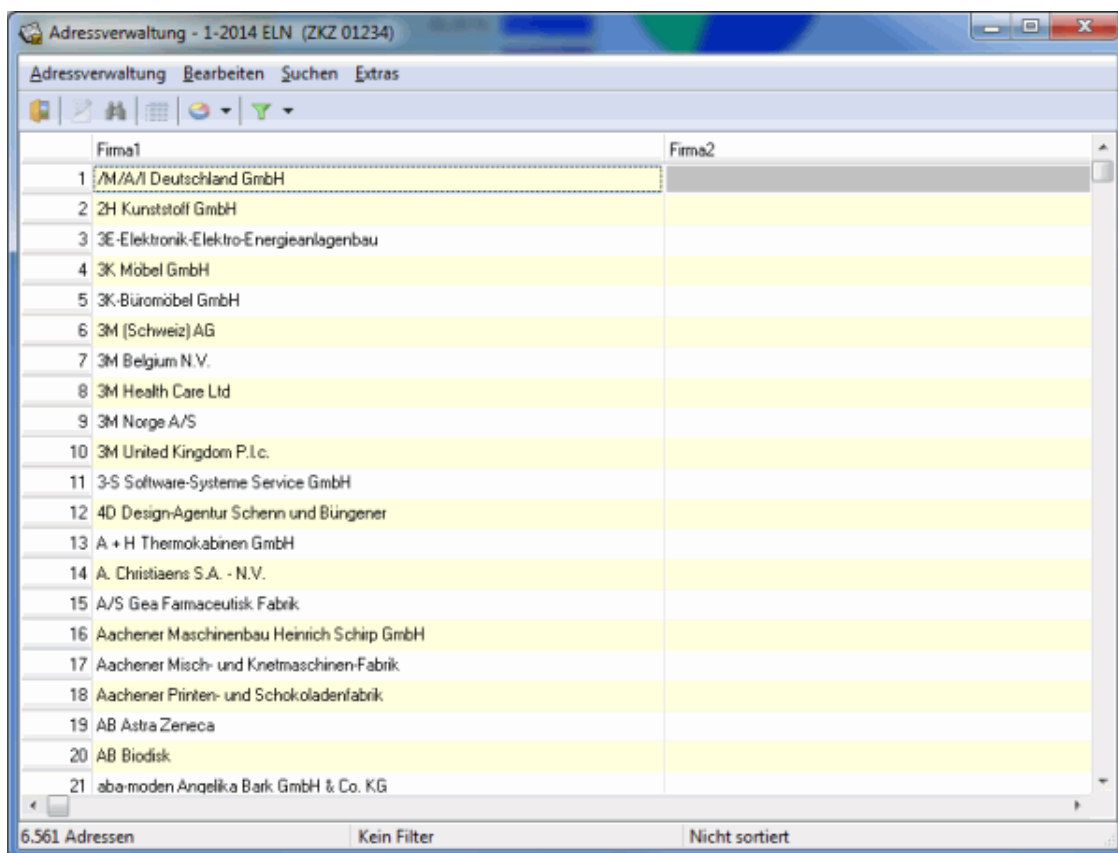 Adressverwaltung - 1-2014 ELN (ZKZ 01234)
Adressverwaltung Bearbeiten Suchen Extras
Firma1 Firma2
1 /M/A/I Deutschland GmbH
2 2H Kunststoff GmbH
3 3E-Elektronik-Elektro-Energieanlagenbau
4 3K Möbel GmbH
5 3K-Büromöbel GmbH
6 3M (Schweiz) AG
7 3M Belgium N.V.
8 3M Health Care Ltd
9 3M Norge A/S
10 3M United Kingdom P.l.c.
11 3-S Software-Systeme Service GmbH
12 4D Design-Agentur Schenn und Büngener
13 A + H Thermokabinen GmbH
14 A. Christiaens S.A. - N.V.
15 A/S Gea Farmaceutisk Fabrik
16 Aachener Maschinenbau Heinrich Schirp GmbH
17 Aachener Misch- und Knetmaschinen-Fabrik
18 Aachener Printen- und Schokoladenfabrik
19 AB Astra Zeneca
20 AB Biodisk
21 aba-moden Angelika Bark GmbH & Co. KG
6.561 Adressen Kein Filter Nicht sortiert